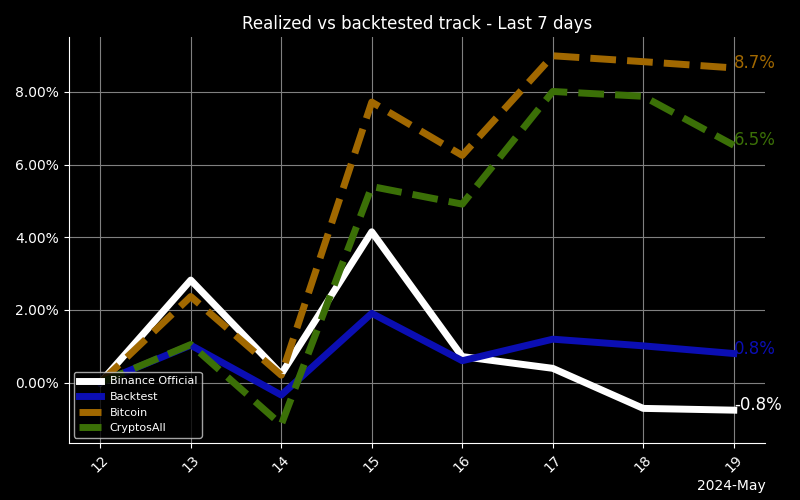 Realized vs backtested track - Last 7 days
8.00%
6.00%
4.00%
2.00%
0.00%
8.7%
6.5%
0.8%
-0.8%
Binance Official
Backtest
Bitcoin
CryptosAll
12
13
14
15
16
17
18
19
2024-May